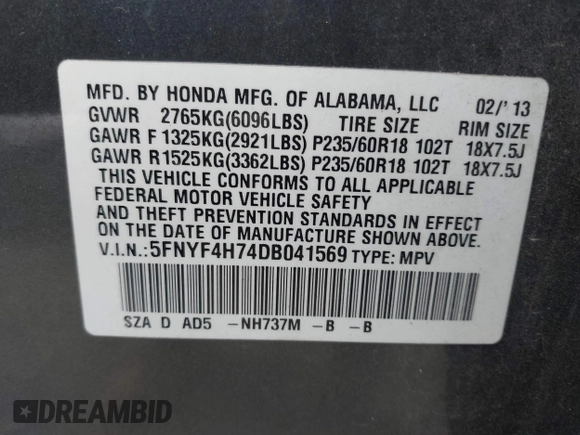 MFD. BY HONDA MFG. OF ALABAMA, LLC 02/'13
GVWR 2765KG(6096LBS) TIRE SIZE RIM SIZE
GAWR F 1325KG(2921LBS) P235/60R18 102T 18X7.5J
GAWR R 1525KG(3362LBS) P235/60R18 102T 18X7.5J
THIS VEHICLE CONFORMS TO ALL APPLICABLE
FEDERAL MOTOR VEHICLE SAFETY
AND THEFT PREVENTION STANDARDS IN EFFECT
ON THE DATE OF MANUFACTURE SHOWN ABOVE.
V.I.N.:5FNYF4H74DB041569 TYPE: MPV
SZA D AD5 -NH737M -B -B
DREAMBID